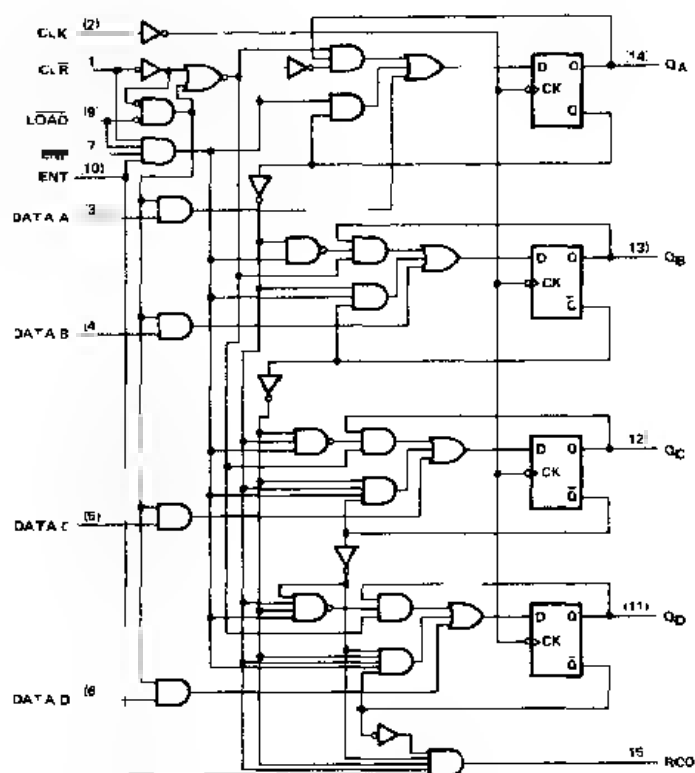 CLK (2)
CLR 1
LOAD (9)
ENP 7
ENT 10)
DATA A 3
DATA B (4
DATA C (5)
DATA D (6
D Q
CK
Q
(14) QA
D Q
CK
Q
13) QB
D Q
CK
Q
12 QC
D Q
CK
Q
(11) QD
15 RCO